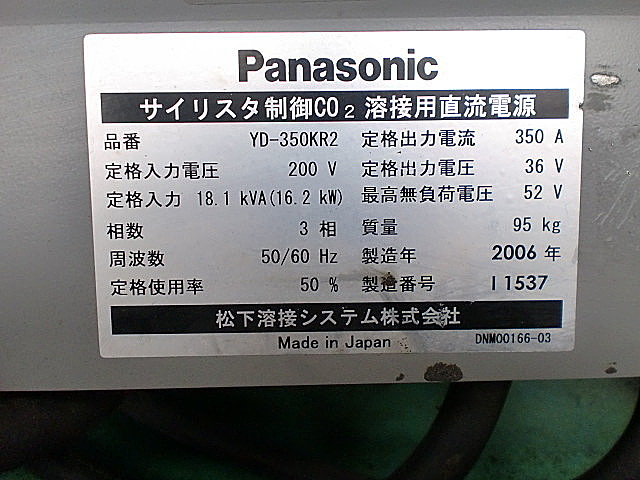 Panasonic
サイリスタ制御CO2 溶接用直流電源
品番 YD-350KR2 定格出力電流 350 A
定格入力電圧 200 V 定格出力電圧 36 V
定格入力 18.1 kVA(16.2 kW) 最高無負荷電圧 52 V
相数 3 相 質量 95 kg
周波数 50/60 Hz 製造年 2006 年
定格使用率 50 % 製造番号 11537
松下溶接システム株式会社
Made in Japan DNM00166-03